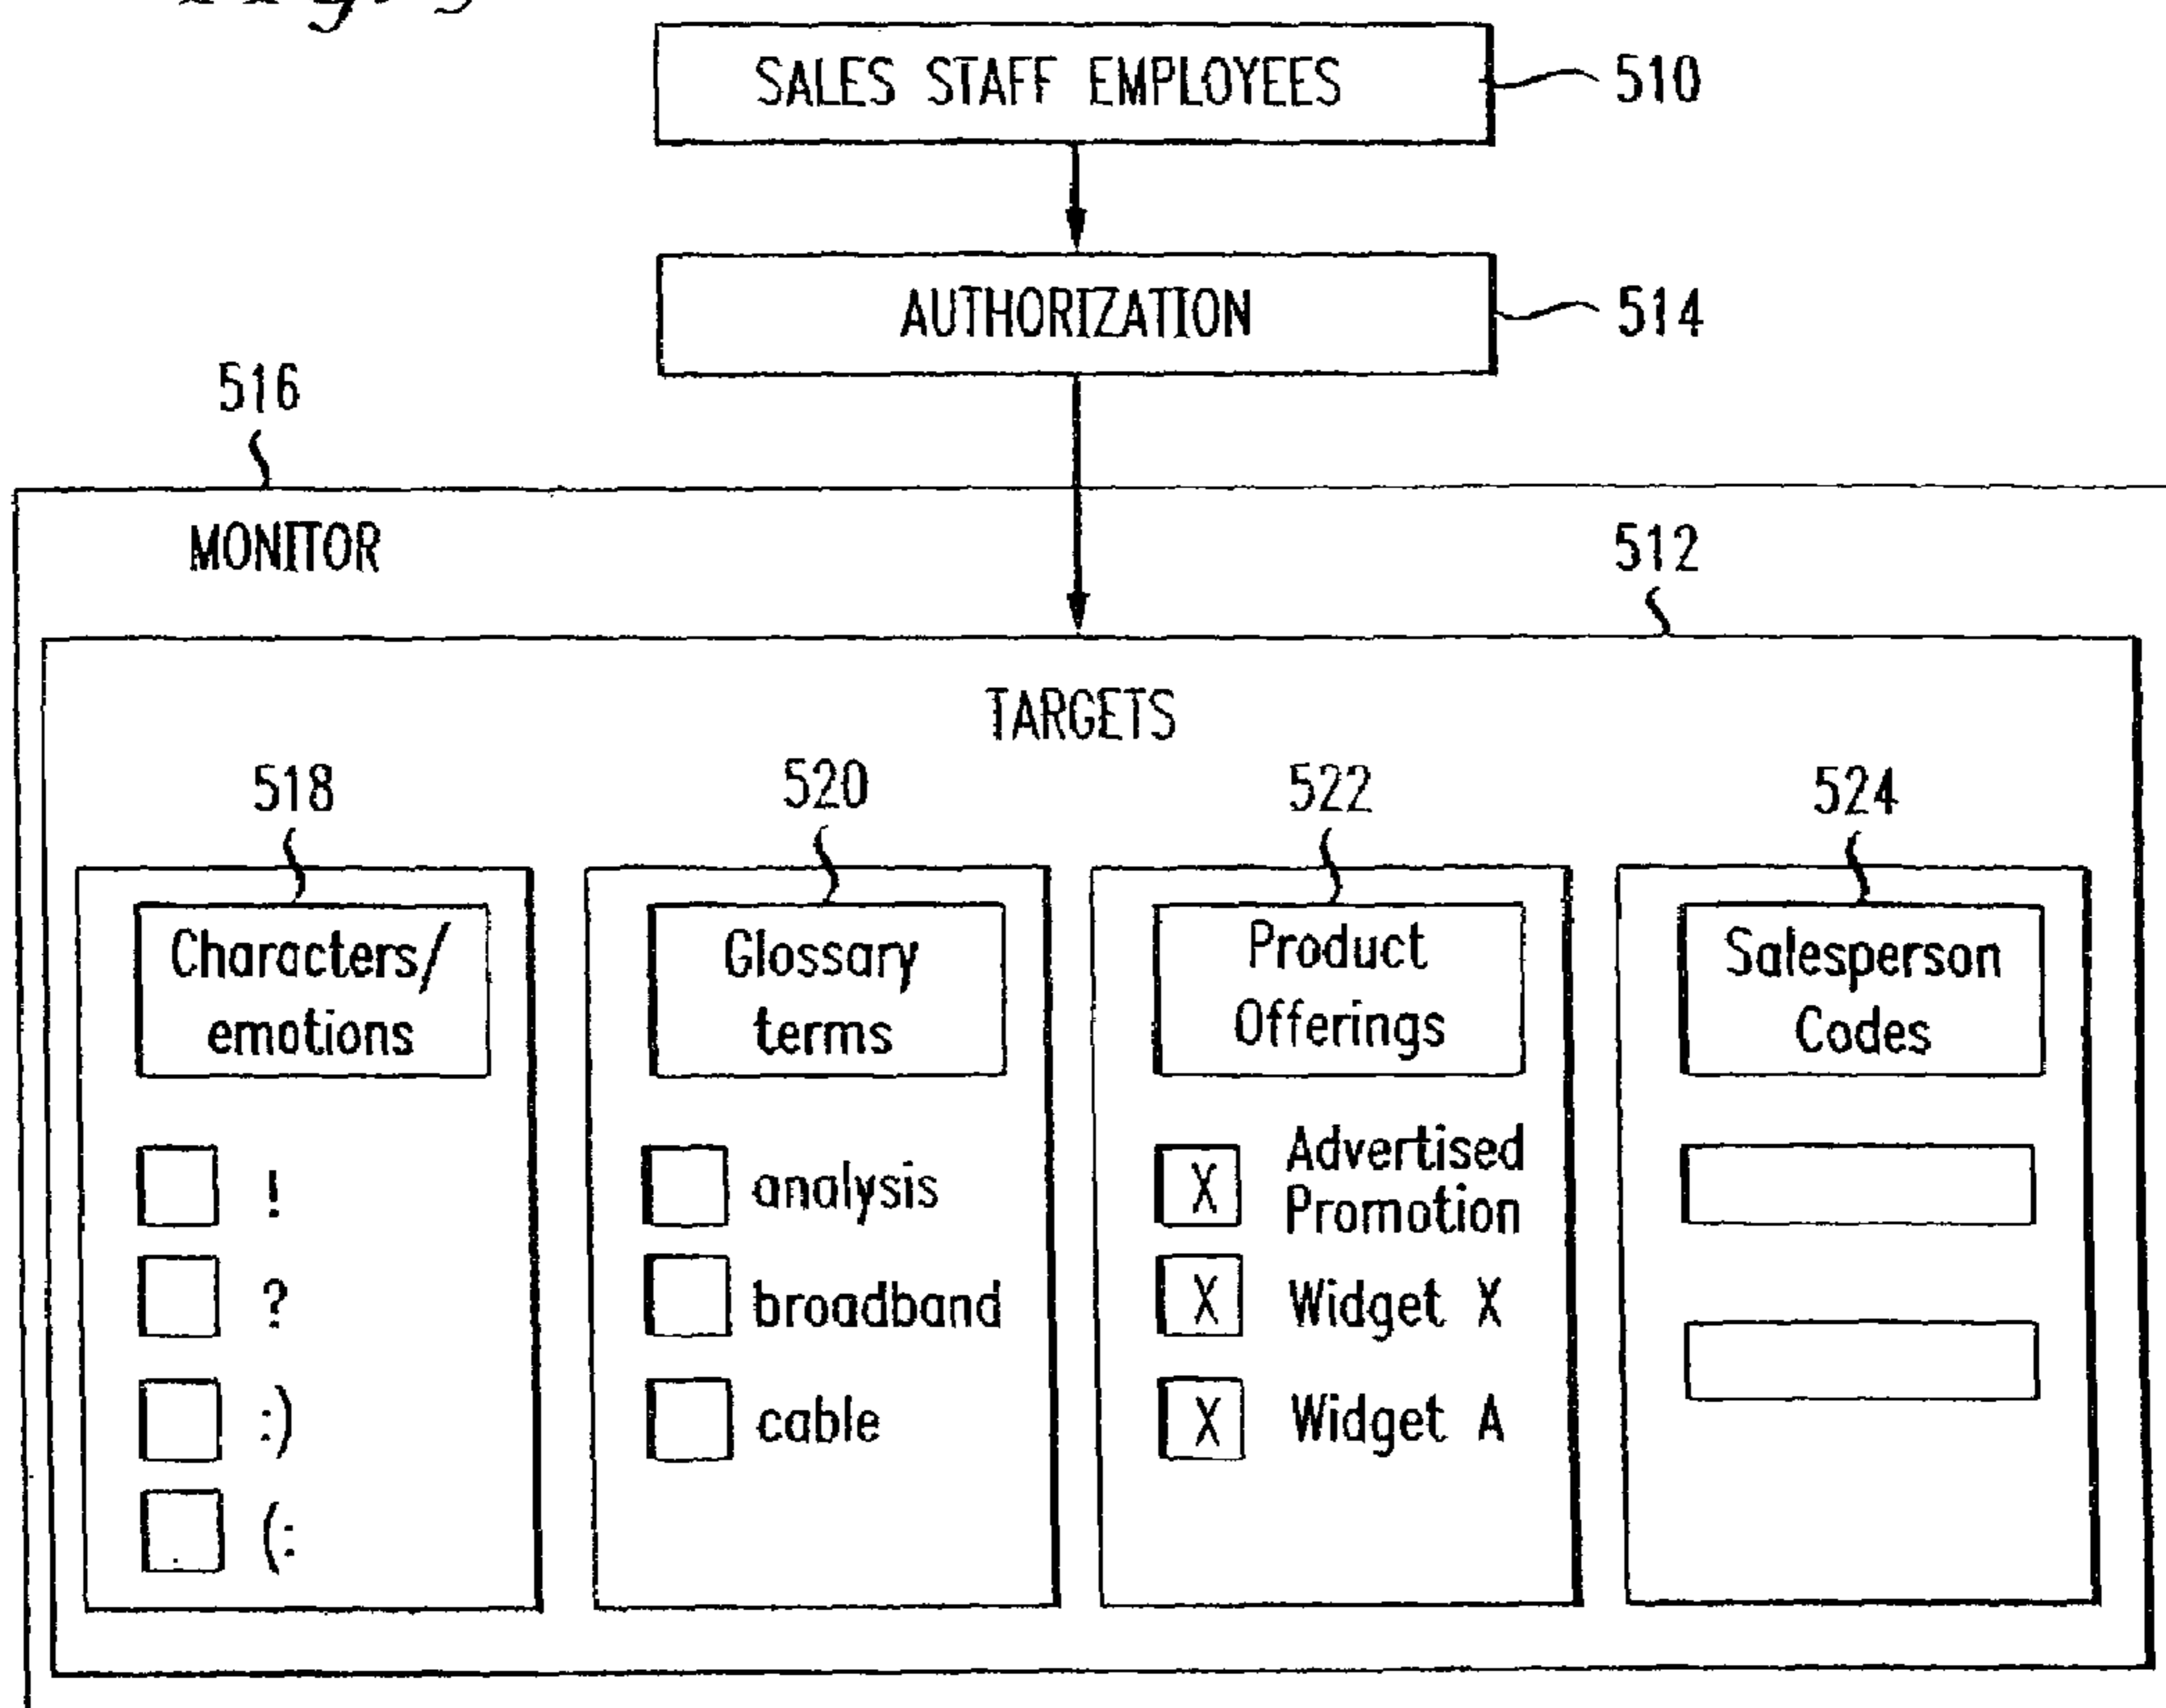 SALES STAFF EMPLOYEES
510
AUTHORIZATION
514
516
MONITOR
512
TARGETS
518
520
522
524
Characters/
emotions
Glossary
terms
Product
Offerings
Salesperson
Codes
!
?
:)
(:
analysis
broadband
cable
X Advertised
Promotion
X Widget X
X Widget A